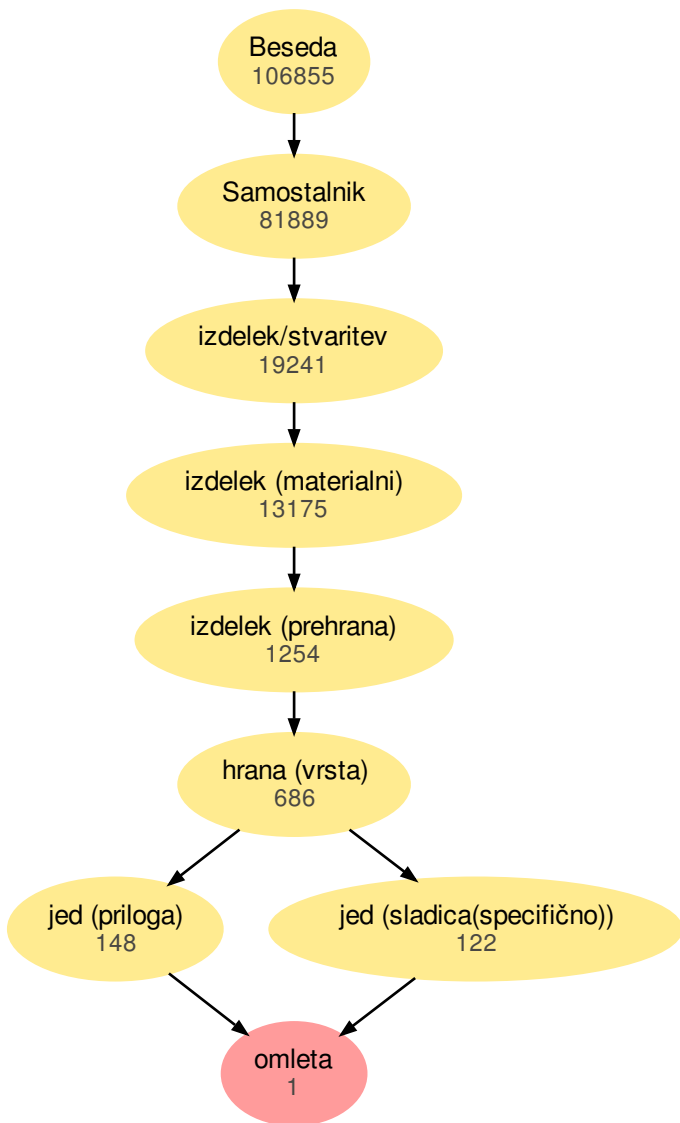 Beseda
106855
Samostalnik
81889
izdelek/stvaritev
19241
izdelek (materialni)
13175
izdelek (prehrana)
1254
hrana (vrsta)
686
jed (priloga)
148
jed (sladica(specifično))
122
omleta
1